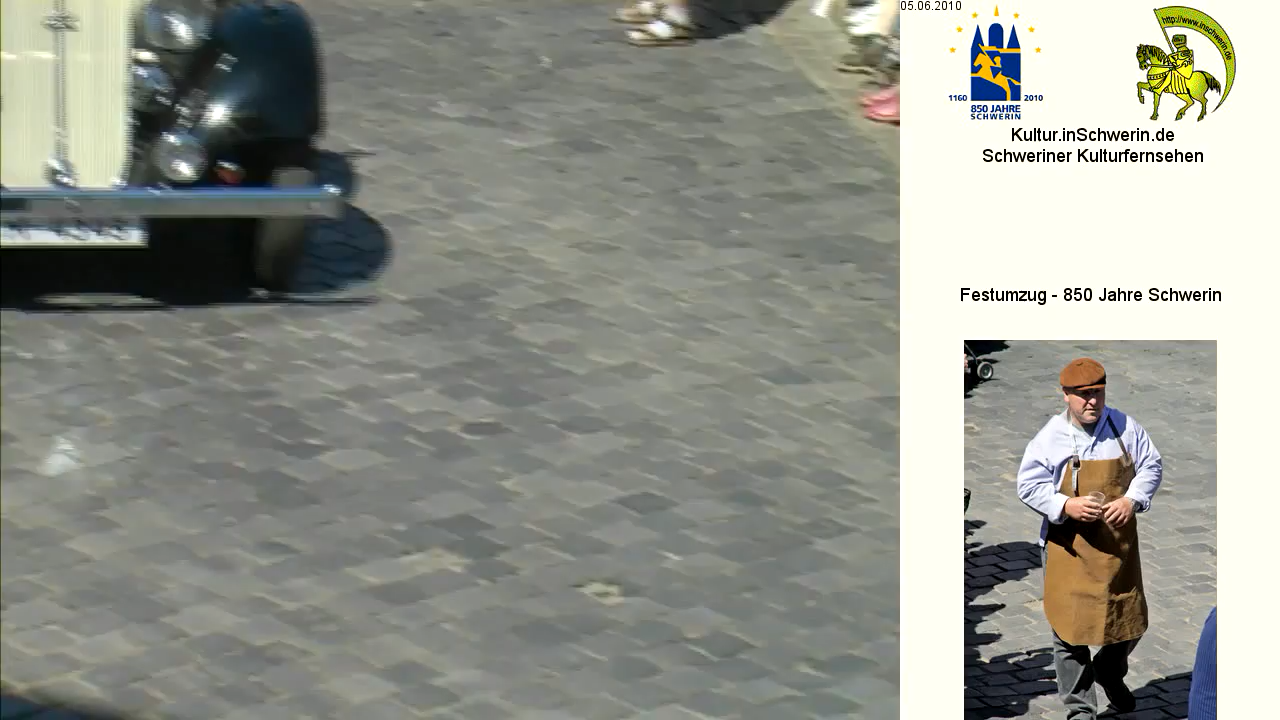 05.06.2010
http://www.inschwerin.de
1160 2010
850 JAHRE
SCHWERIN
Kultur.inSchwerin.de
Schweriner Kulturfernsehen
Festumzug - 850 Jahre Schwerin